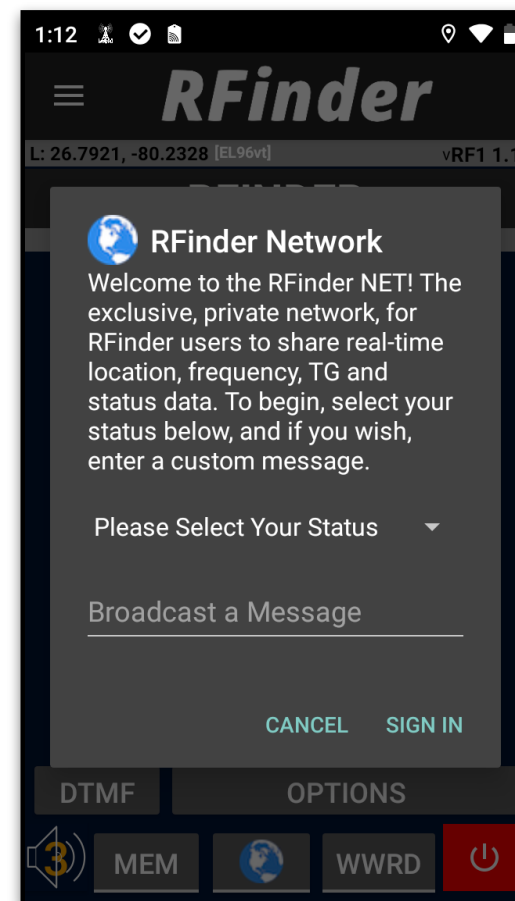 1:12
RFinder
L: 26.7921, -80.2328 [EL96vt]
vRF1 1.1
RFinder Network
Welcome to the RFinder NET! The
exclusive, private network, for
RFinder users to share real-time
location, frequency, TG and
status data. To begin, select your
status below, and if you wish,
enter a custom message.
Please Select Your Status
Broadcast a Message
CANCEL SIGN IN
DTMF OPTIONS
3 MEM WWRD